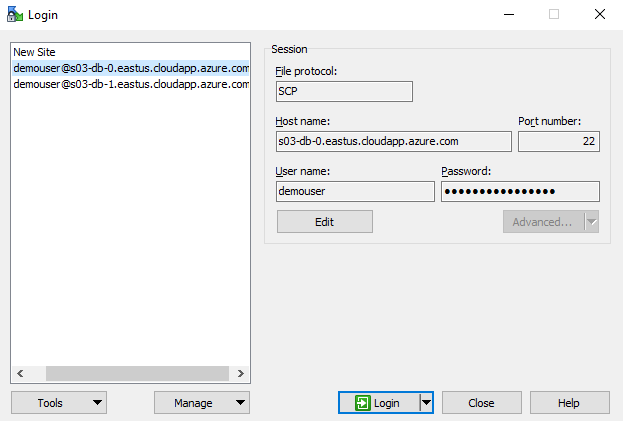 Login
New Site
demouser@s03-db-0.eastus.cloudapp.azure.com
demouser@s03-db-1.eastus.cloudapp.azure.com
Session
File protocol:
SCP
Host name:
Port number:
s03-db-0.eastus.cloudapp.azure.com
22
User name:
Password:
demouser
••••••••••••••••
Edit
Advanced...
Tools
Manage
Login
Close
Help